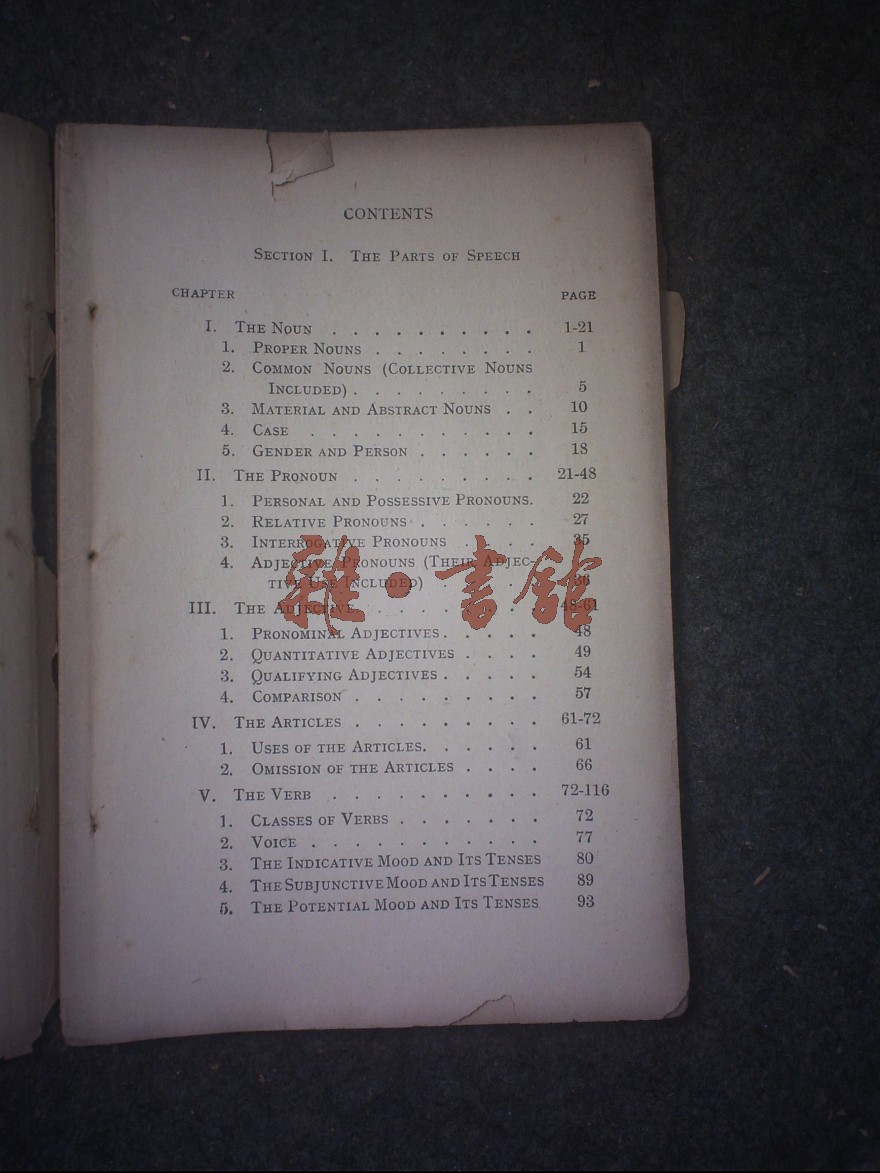 CONTENTS
SECTION I. THE PARTS OF SPEECH
CHAPTER PAGE
I. THE NOUN . . . . . . . . . . 1-21
1. PROPER NOUNS . . . . . . . . 1
2. COMMON NOUNS (COLLECTIVE NOUNS
INCLUDED) . . . . . . . . . 5
3. MATERIAL AND ABSTRACT NOUNS . . 10
4. CASE . . . . . . . . . . . 15
5. GENDER AND PERSON . . . . . . 18
II. THE PRONOUN . . . . . . . . . 21-48
1. PERSONAL AND POSSESSIVE PRONOUNS. 22
2. RELATIVE PRONOUNS . . . . . . 27
3. INTERROGATIVE PRONOUNS . . . . 35
4. ADJECTIVE PRONOUNS (THEIR ADJEC-
TIVE USE INCLUDED) . . . . . 36
雜·書館
III. THE ADJECTIVE. . . . . . . . . 48-61
1. PRONOMINAL ADJECTIVES . . . . . 48
2. QUANTITATIVE ADJECTIVES . . . . 49
3. QUALIFYING ADJECTIVES . . . . . 54
4. COMPARISON . . . . . . . . . 57
IV. THE ARTICLES . . . . . . . . . 61-72
1. USES OF THE ARTICLES. . . . . . 61
2. OMISSION OF THE ARTICLES . . . . 66
V. THE VERB . . . . . . . . . . 72-116
1. CLASSES OF VERBS . . . . . . . 72
2. VOICE . . . . . . . . . . . 77
3. THE INDICATIVE MOOD AND ITS TENSES 80
4. THE SUBJUNCTIVE MOOD AND ITS TENSES 89
5. THE POTENTIAL MOOD AND ITS TENSES 93